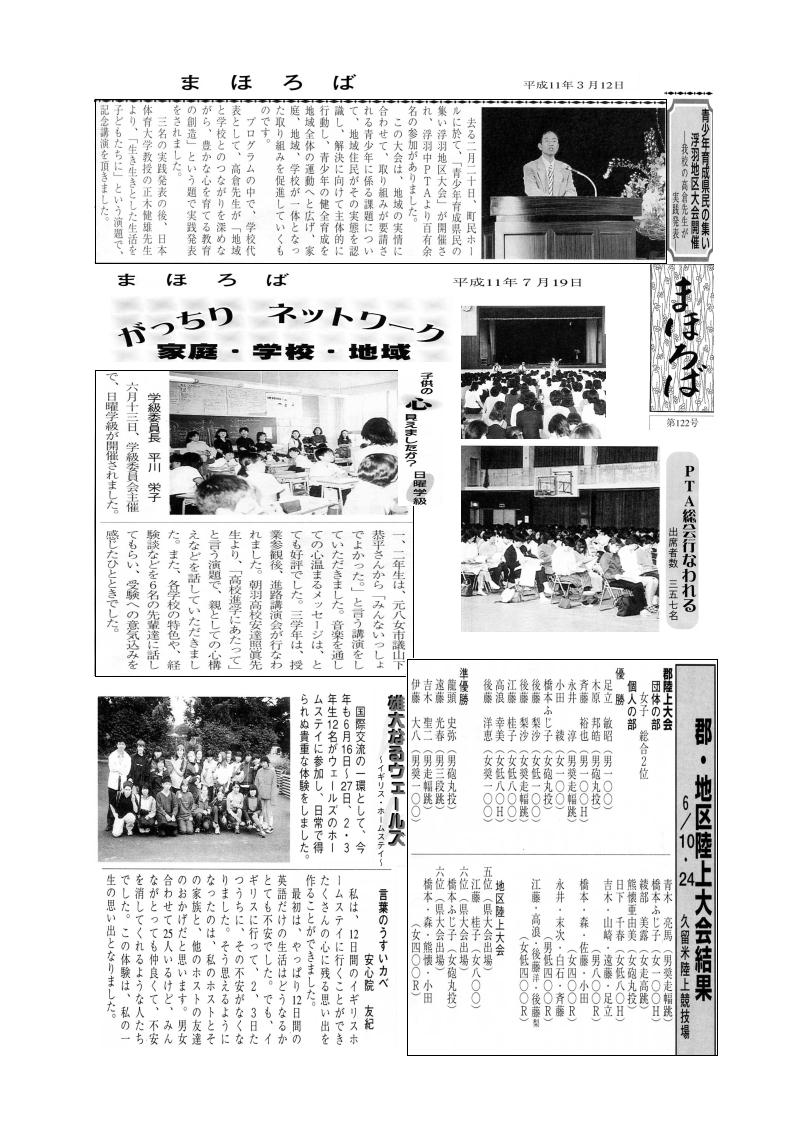 まほろば
平成11年3月12日
青少年育成県民の集い
浮羽地区大会開催
―我校の高倉先生が
実践発表
去る二月二十日、町民ホー
ルに於て、「青少年育成県民の
集い浮羽地区大会」が開催さ
れ、浮羽中PTAより百有余
名の参加がありました。
この大会は、地域の実情に
合わせて、取り組みが要請さ
れる青少年に係る課題につい
て、地域住民がその実態を認
識し、解決に向けて主体的に
行動し、青少年の健全育成を
地域全体の運動へと広げ、家
庭、地域、学校が一体となっ
た取り組みを促進していくも
のです。
プログラムの中で、学校代
表として、高倉先生が「地域
と学校とのつながりを深めな
がら、豊かな心を育てる教育
の創造」という題で実践発表
をされました。
三名の実践発表の後、日本
体育大学教授の正木健雄先生
より、「生き生きとした生活を
子どもたちに」という演題で、
記念講演を頂きました。
まほろば
平成11年7月19日
まほろば
第122号
がっちり ネットワーク
家庭・学校・地域
PTA総会行なわれる
出席者数 三五七名
子供の心見えましたか? 日曜学級
学級委員長 平川 栄子
六月十三日、学級委員会主催
で、日曜学級が開催されました。
一、二年生は、元八女市議山下
恭平さんから「みんないっしょ
でよかった。」と言う講演をし
ていただきました。音楽を通し
ての心温まるメッセージは、と
ても好評でした。三学年は、授
業参観後、進路講演会が行なわ
れました。朝羽高校安達照眞先
生より、「高校進学にあたって」
と言う演題で、親としての心構
えなどを話していただきまし
た。また、各学校の特色や、経
験談などを6名の先輩達に話し
てもらい、受験への意気込みを
感じたひとときでした。
郡・地区陸上大会結果
6/10・24 久留米陸上競技場
郡陸上大会
団体の部
女子 総合2位
個人の部
優勝
足立 敏昭(男一〇〇)
木原 邦皓(男砲丸投)
斉藤 裕也(男一〇〇H)
永井 淳(男奨走幅跳)
小田 綾(女一〇〇)
橋本ふじ子(女砲丸投)
後藤 梨沙(女低一〇〇)
後藤 梨沙(女低走幅跳)
江藤 桂子(女低八〇〇)
高浪 幸美(女低八〇H)
後藤 洋恵(女奨一〇〇)
準優勝
龍頭 史弥(男砲丸投)
遠藤 光春(男三段跳)
吉木 聖二(男走幅跳)
伊藤 大八(男奨一〇〇)
青木 亮馬(男奨走幅跳)
橋本ふじ子(女一〇〇H)
綾部 美露(女走高跳)
熊懐亜由美(女砲丸投)
日下 千春(女低八〇H)
吉木・山崎・遠藤・足立
(男八〇〇R)
橋本・森・佐藤・小田
(女四〇〇R)
永井・末次・白石・斉藤
(男低四〇〇R)
江藤・高浪・後藤洋・後藤梨
(女低四〇〇R)
地区陸上大会
五位(県大会出場)
江藤 桂子(女八〇〇)
六位(県大会出場)
橋本ふじ子(女砲丸投)
六位(県大会出場)
橋本・森・熊懐・小田
(女四〇〇R)
雄大なるウェールズ
~イギリス・ホームステイ~
国際交流の一環として、今
年も6月16日~27日、2・3
年生12名がウェールズのホー
ムステイに参加し、日常で得
られぬ貴重な体験をしました。
言葉のうすいカベ
安心院 友紀
私は、12日間のイギリスホ
ームステイに行くことができ
たくさんの心に残る思い出を
作ることができました。
最初は、やっぱり12日間の
英語だけの生活はどうなるか
とても不安でした。でも、イ
ギリスに行って、2、3日た
つうちに、その不安がなくな
りました。そう思えるように
なったのは、私のホストとそ
の家族と、他のホストの友達
のおかげだと思います。男女
合わせて25人いるけど、みん
ながとっても仲良くて、不安
を消してくれるような人たち
でした。この体験は、私の一
生の思い出となりました。